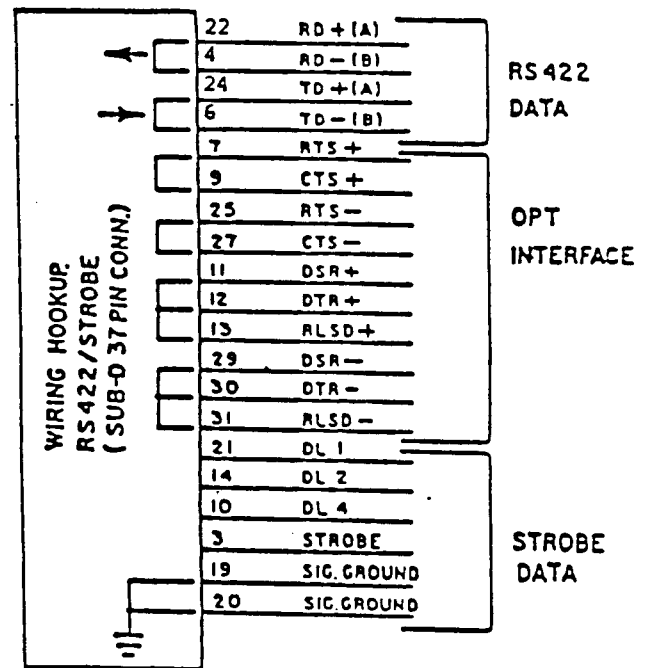 22 RD+(A)
4 RD-(B)
24 TD+(A)
6 TD-(B)
7 RTS+
9 CTS+
25 RTS-
27 CTS-
11 DSR+
12 DTR+
13 RLSD+
29 DSR-
30 DTR-
31 RLSD-
21 DL 1
14 DL 2
10 DL 4
3 STROBE
19 SIG.GROUND
20 SIG.GROUND
WIRING HOOKUP.
RS422/STROBE
(SUB-D 37 PIN CONN.)
RS422
DATA
OPT
INTERFACE
STROBE
DATA